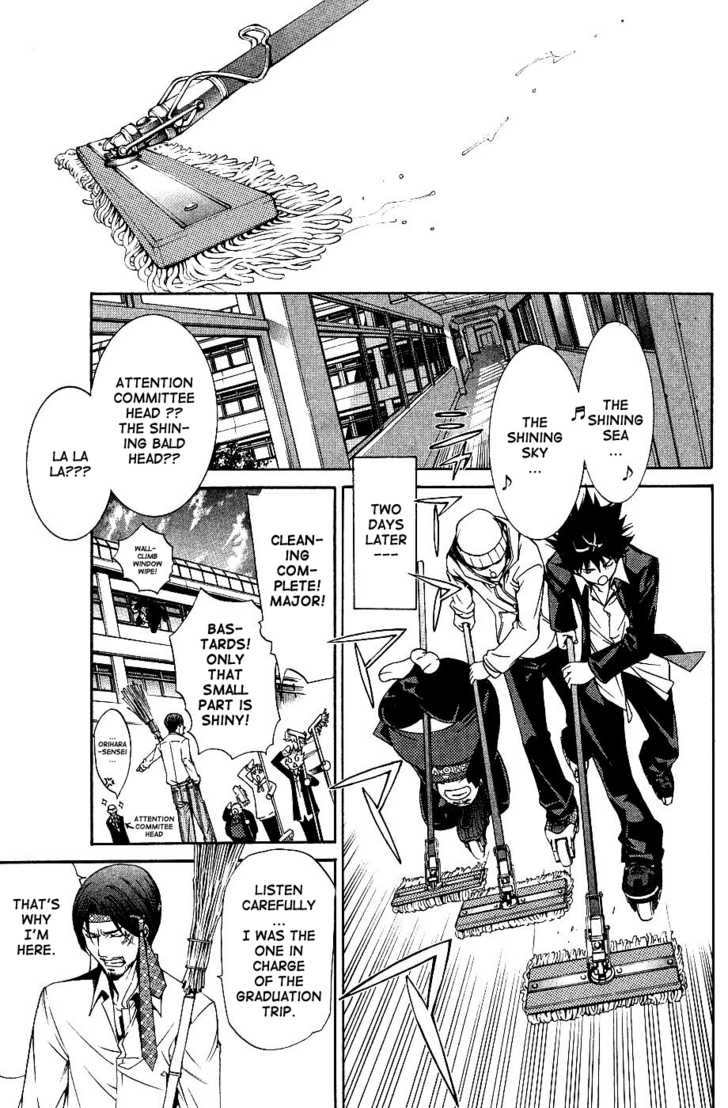 THE
SHINING
SEA
...
THE
SHINING
SKY
...
ATTENTION
COMMITTEE
HEAD ??
THE SHIN-
ING BALD
HEAD??
LA LA
LA???
TWO
DAYS
LATER
---
CLEAN-
ING
COM-
PLETE!
MAJOR!
WALL-
CLIMB
WINDOW
WIPE!
BAS-
TARDS!
ONLY
THAT
SMALL
PART IS
SHINY!
...
ORIHARA
-SENSEI
...
ATTENTION
COMMITEE
HEAD
LISTEN
CAREFULLY
...
I WAS THE
ONE IN
CHARGE
OF THE
GRADUATION
TRIP.
THAT'S
WHY
I'M
HERE.